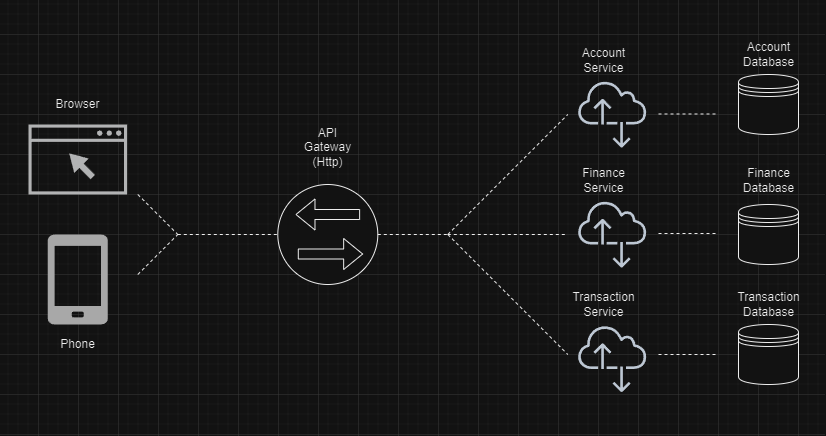 Browser
Phone
API
Gateway
(Http)
Account
Service
Account
Database
Finance
Service
Finance
Database
Transaction
Service
Transaction
Database